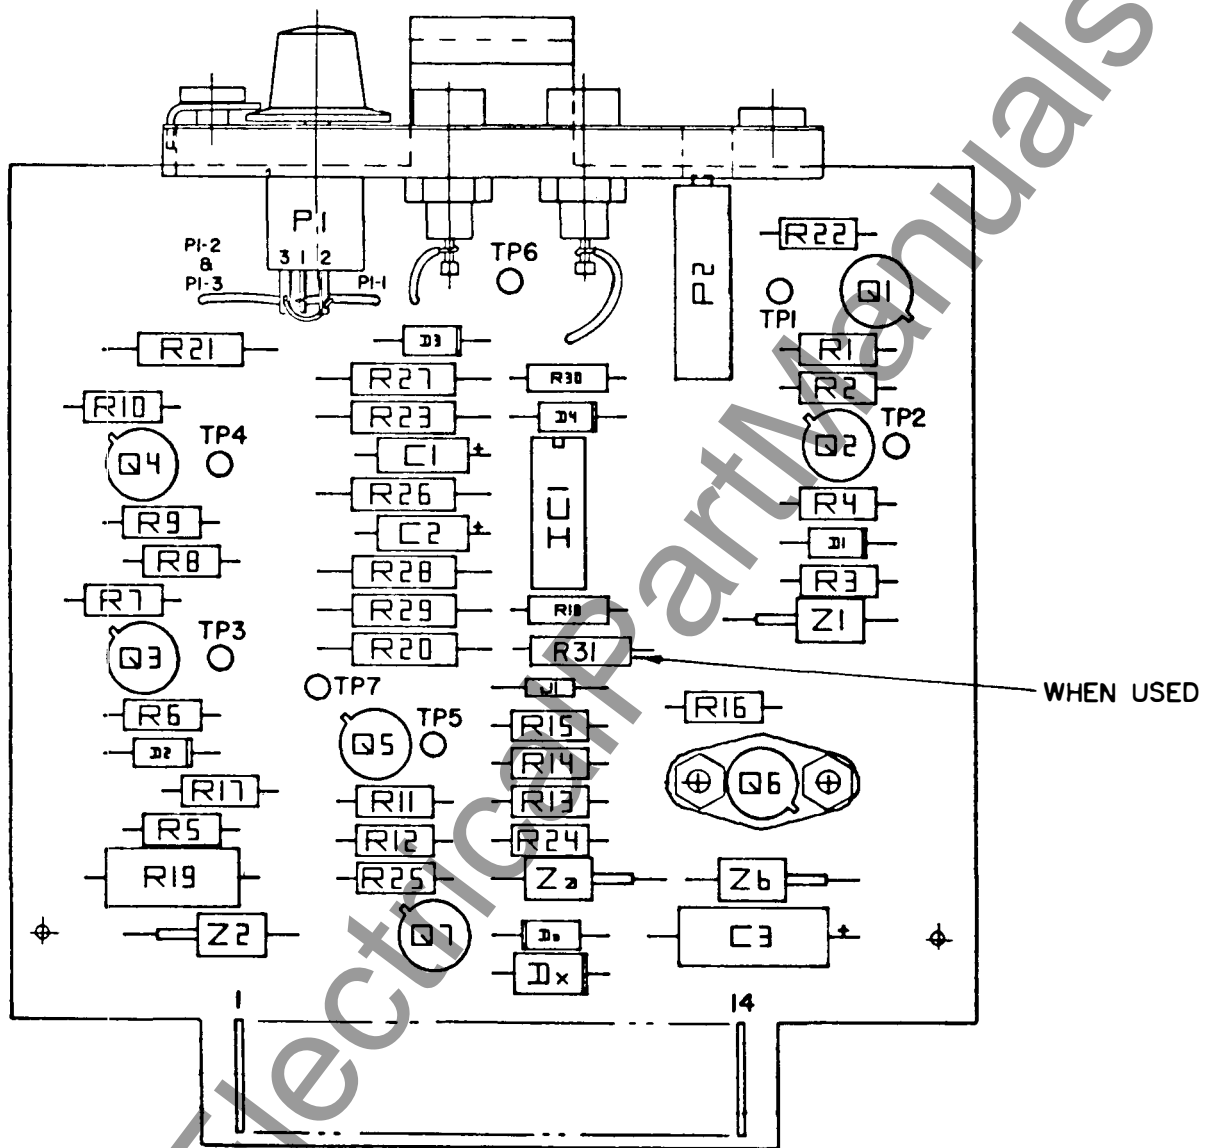 P1
3 1 2
P1-2
&
P1-3
P1-1
TP6
P2
R22
TP1
Q1
R21
D3
R1
R27
R30
R2
R10
R23
D4
TP2
TP4
Q4
C1
Q2
R26
IC1
R4
R9
C2
D1
R8
R28
R3
R7
R29
R18
Z1
TP3
Q3
R20
R31
WHEN USED
TP7
J1
R16
R6
TP5
Q5
R15
D2
R14
Q6
R17
R11
R13
R5
R12
R24
R19
R25
Za
Zb
Z2
Q7
C3
Dx
1
14
ElectricalPartManuals